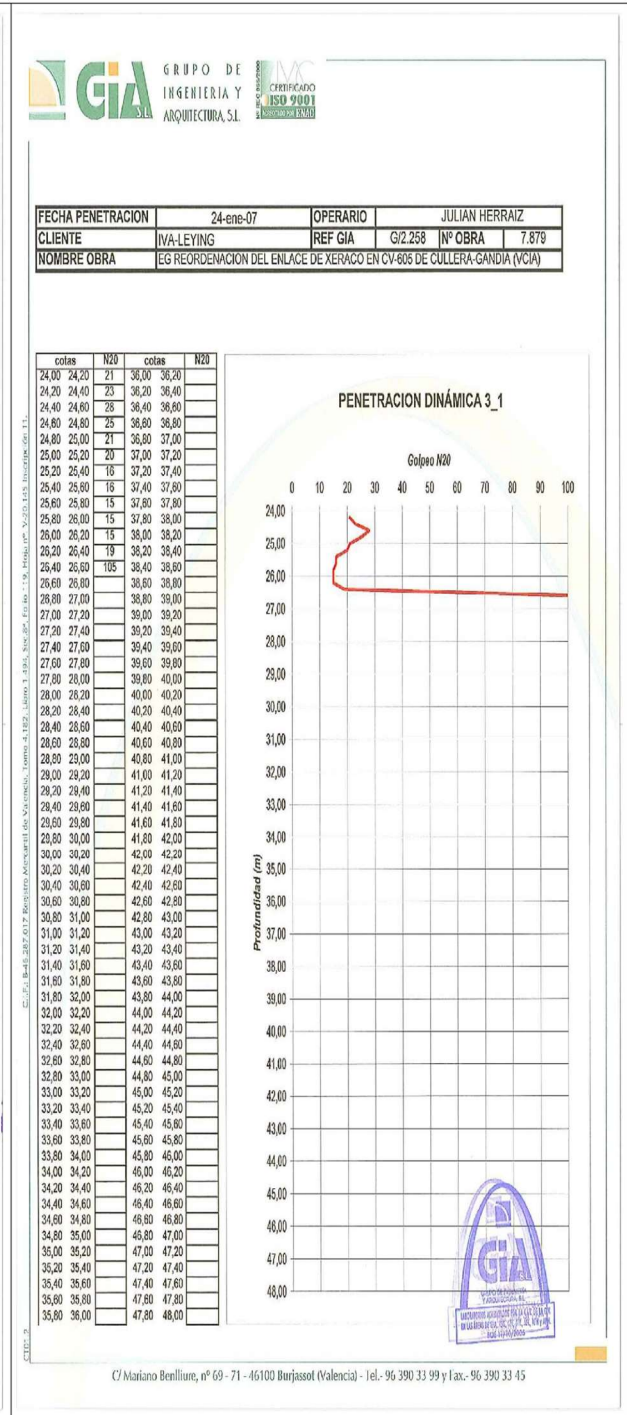 GiA S.L.
GRUPO DE
INGENIERIA Y
ARQUITECTURA, S.L.
CERTIFICADO
ISO 9001
FECHA PENETRACION 24-ene-07 OPERARIO JULIAN HERRAIZ
CLIENTE IVA-LEYING REF GIA G/2.258 Nº OBRA 7.879
NOMBRE OBRA EG REORDENACION DEL ENLACE DE XERACO EN CV-605 DE CULLERA-GANDIA (VCIA)
cotas N20 cotas N20
24,00 24,20 21 36,00 36,20
24,20 24,40 23 36,20 36,40
24,40 24,60 28 36,40 36,60
24,60 24,80 25 36,60 36,80
24,80 25,00 21 36,80 37,00
25,00 25,20 20 37,00 37,20
25,20 25,40 16 37,20 37,40
25,40 25,60 16 37,40 37,60
25,60 25,80 15 37,60 37,80
25,80 26,00 15 37,80 38,00
26,00 26,20 15 38,00 38,20
26,20 26,40 19 38,20 38,40
26,40 26,60 105 38,40 38,60
26,60 26,80 38,60 38,80
26,80 27,00 38,80 39,00
27,00 27,20 39,00 39,20
27,20 27,40 39,20 39,40
27,40 27,60 39,40 39,60
27,60 27,80 39,60 39,80
27,80 28,00 39,80 40,00
28,00 28,20 40,00 40,20
28,20 28,40 40,20 40,40
28,40 28,60 40,40 40,60
28,60 28,80 40,60 40,80
28,80 29,00 40,80 41,00
29,00 29,20 41,00 41,20
29,20 29,40 41,20 41,40
29,40 29,60 41,40 41,60
29,60 29,80 41,60 41,80
29,80 30,00 41,80 42,00
30,00 30,20 42,00 42,20
30,20 30,40 42,20 42,40
30,40 30,60 42,40 42,60
30,60 30,80 42,60 42,80
30,80 31,00 42,80 43,00
31,00 31,20 43,00 43,20
31,20 31,40 43,20 43,40
31,40 31,60 43,40 43,60
31,60 31,80 43,60 43,80
31,80 32,00 43,80 44,00
32,00 32,20 44,00 44,20
32,20 32,40 44,20 44,40
32,40 32,60 44,40 44,60
32,60 32,80 44,60 44,80
32,80 33,00 44,80 45,00
33,00 33,20 45,00 45,20
33,20 33,40 45,20 45,40
33,40 33,60 45,40 45,60
33,60 33,80 45,60 45,80
33,80 34,00 45,80 46,00
34,00 34,20 46,00 46,20
34,20 34,40 46,20 46,40
34,40 34,60 46,40 46,60
34,60 34,80 46,60 46,80
34,80 35,00 46,80 47,00
35,00 35,20 47,00 47,20
35,20 35,40 47,20 47,40
35,40 35,60 47,40 47,60
35,60 35,80 47,60 47,80
35,80 36,00 47,80 48,00
PENETRACION DINÁMICA 3_1
Golpeo N20
0 10 20 30 40 50 60 70 80 90 100
24,00
25,00
26,00
27,00
28,00
29,00
30,00
31,00
32,00
33,00
34,00
35,00
36,00
37,00
38,00
39,00
40,00
41,00
42,00
43,00
44,00
45,00
46,00
47,00
48,00
Profundidad (m)
GiA
C/ Mariano Benlliure, nº 69 - 71 - 46100 Burjassot (Valencia) - Tel.- 96 390 33 99 y Fax.- 96 390 33 45